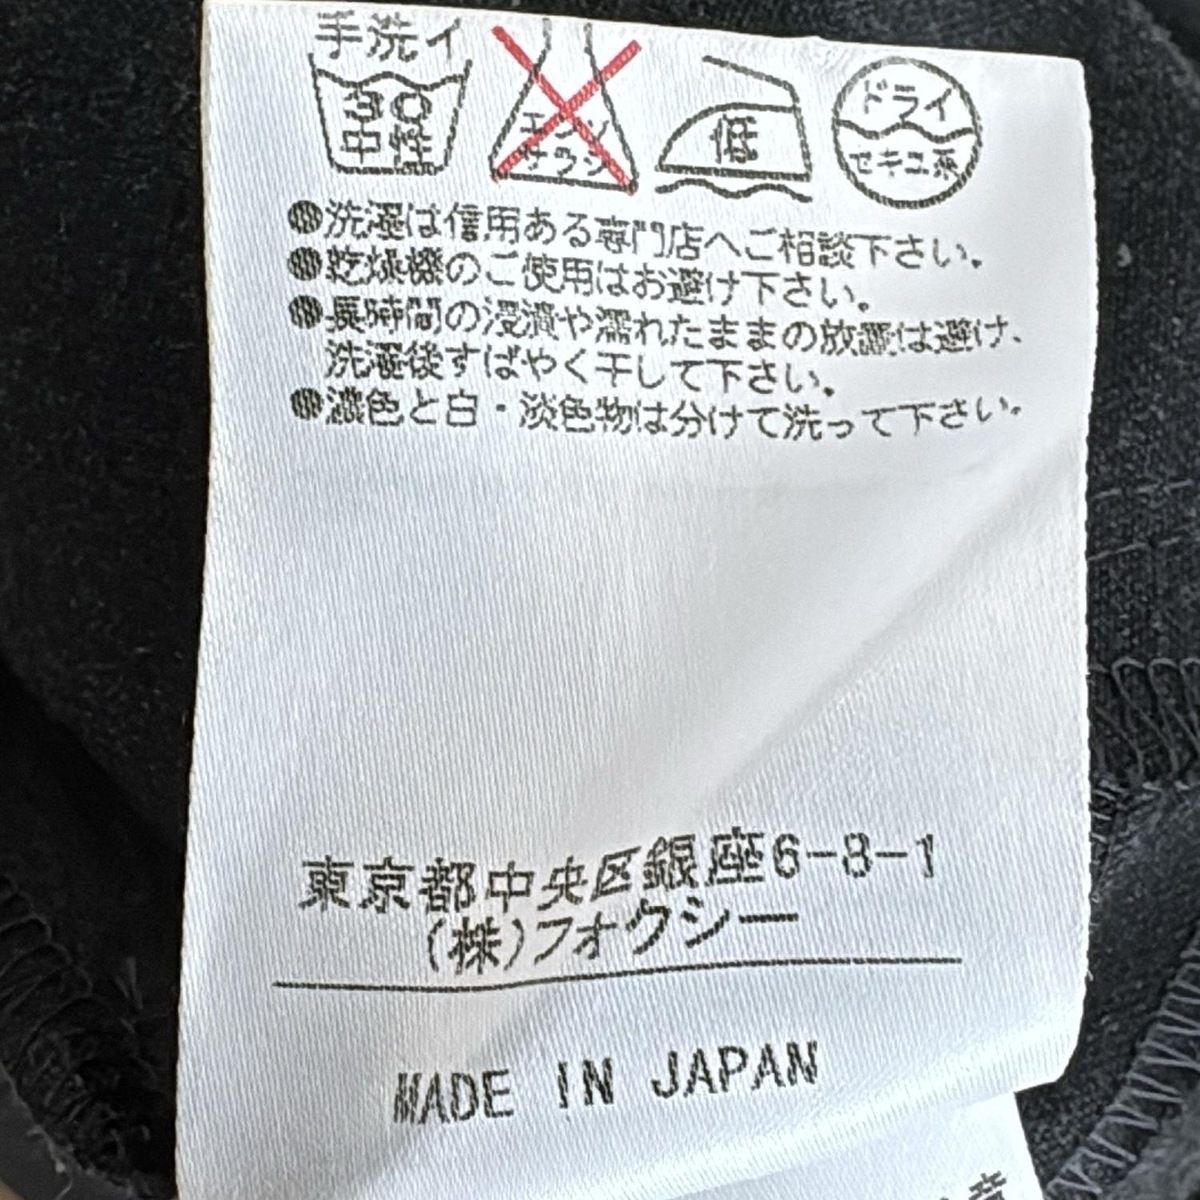 手洗イ
30
中性
エンソ
サラシ
低
ドライ
セキユ系
●洗濯は信用ある専門店へご相談下さい。
●乾燥機のご使用はお避け下さい。
●長時間の浸漬や濡れたままの放置は避け、
洗濯後すばやく干して下さい。
●濃色と白・淡色物は分けて洗って下さい。
東京都中央区銀座6-8-1
(株)フォクシー
MADE IN JAPAN